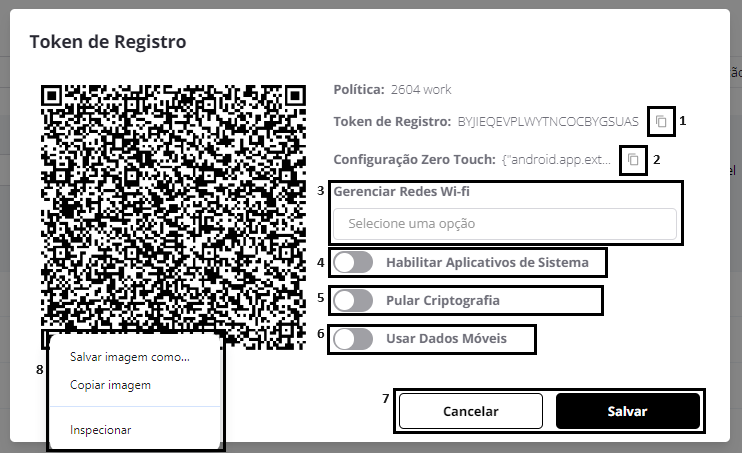 Token de Registro
Política: 2604 work
Token de Registro: BYJIEQEVPLWYTNCOCBYGSUAS 1
Configuração Zero Touch: {"android.app.ext... 2
3 Gerenciar Redes Wi-fi
Selecione uma opção
4 Habilitar Aplicativos de Sistema
5 Pular Criptografia
6 Usar Dados Móveis
8
Salvar imagem como...
Copiar imagem
Inspecionar
7 Cancelar Salvar
ão
el